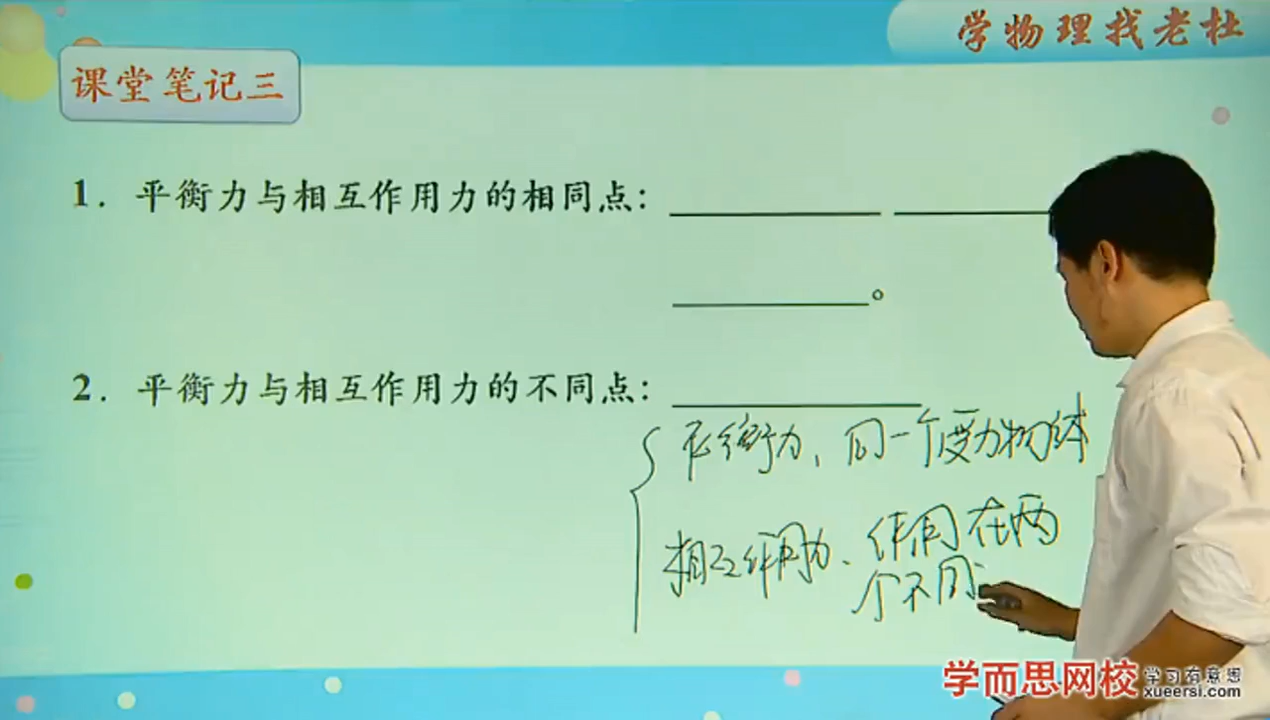 学物理找老杜
课堂笔记三
1. 平衡力与相互作用力的相同点：
。
2. 平衡力与相互作用力的不同点：
平衡力、同一个受力物体
相互作用力、作用在两
个不同
学而思网校 学习有意思
xueersi.com